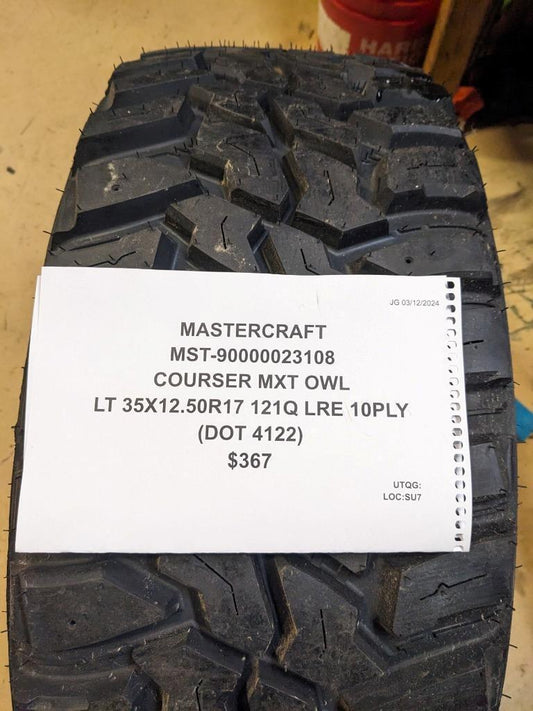 HAR
JG 03/12/2024
MASTERCRAFT
MST-90000023108
COURSER MXT OWL
LT 35X12.50R17 121Q LRE 10PLY
(DOT 4122)
$367
UTQG:
LOC:SU7